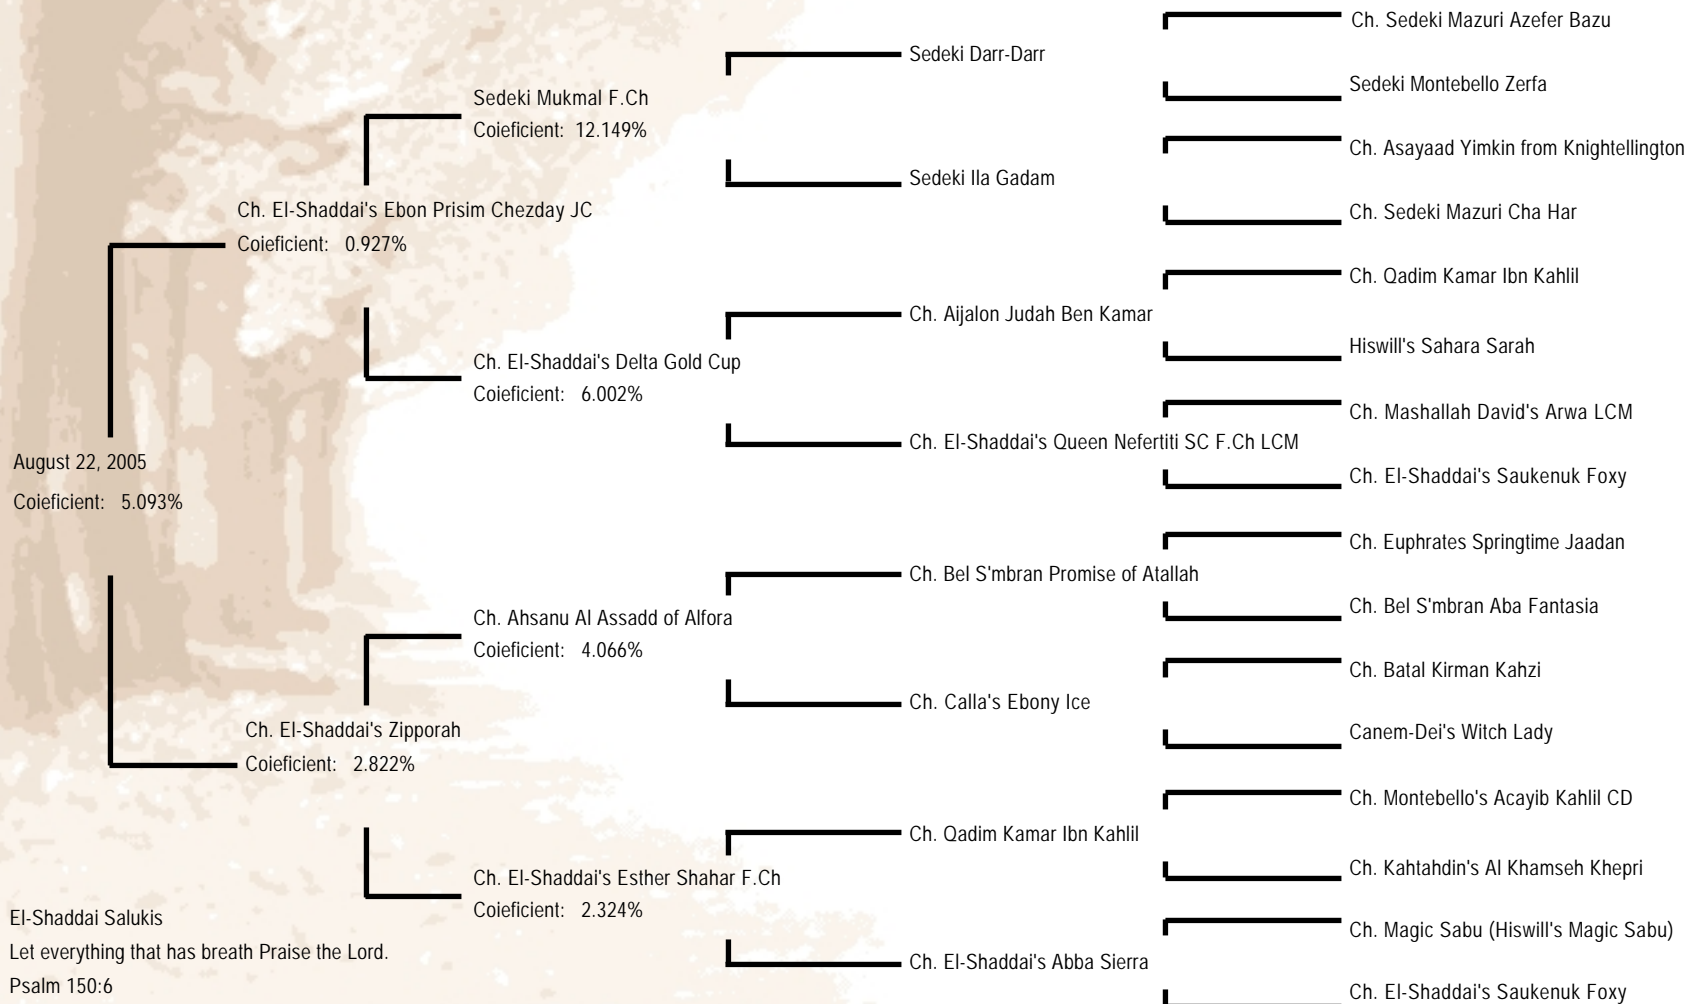 August 22, 2005
Coieficient: 5.093%
Ch. El-Shaddai's Ebon Prisim Chezday JC
Coieficient: 0.927%
Ch. El-Shaddai's Zipporah
Coieficient: 2.822%
Sedeki Mukmal F.Ch
Coieficient: 12.149%
Ch. El-Shaddai's Delta Gold Cup
Coieficient: 6.002%
Ch. Ahsanu Al Assadd of Alfora
Coieficient: 4.066%
Ch. El-Shaddai's Esther Shahar F.Ch
Coieficient: 2.324%
Sedeki Darr-Darr
Sedeki Ila Gadam
Ch. Aijalon Judah Ben Kamar
Ch. El-Shaddai's Queen Nefertiti SC F.Ch LCM
Ch. Bel S'mbran Promise of Atallah
Ch. Calla's Ebony Ice
Ch. Qadim Kamar Ibn Kahlil
Ch. El-Shaddai's Abba Sierra
Ch. Sedeki Mazuri Azefer Bazu
Sedeki Montebello Zerfa
Ch. Asayaad Yimkin from Knightellington
Ch. Sedeki Mazuri Cha Har
Ch. Qadim Kamar Ibn Kahlil
Hiswill's Sahara Sarah
Ch. Mashallah David's Arwa LCM
Ch. El-Shaddai's Saukenuk Foxy
Ch. Euphrates Springtime Jaadan
Ch. Bel S'mbran Aba Fantasia
Ch. Batal Kirman Kahzi
Canem-Dei's Witch Lady
Ch. Montebello's Acayib Kahlil CD
Ch. Kahtahdin's Al Khamseh Khepri
Ch. Magic Sabu (Hiswill's Magic Sabu)
Ch. El-Shaddai's Saukenuk Foxy
El-Shaddai Salukis
Let everything that has breath Praise the Lord.
Psalm 150:6